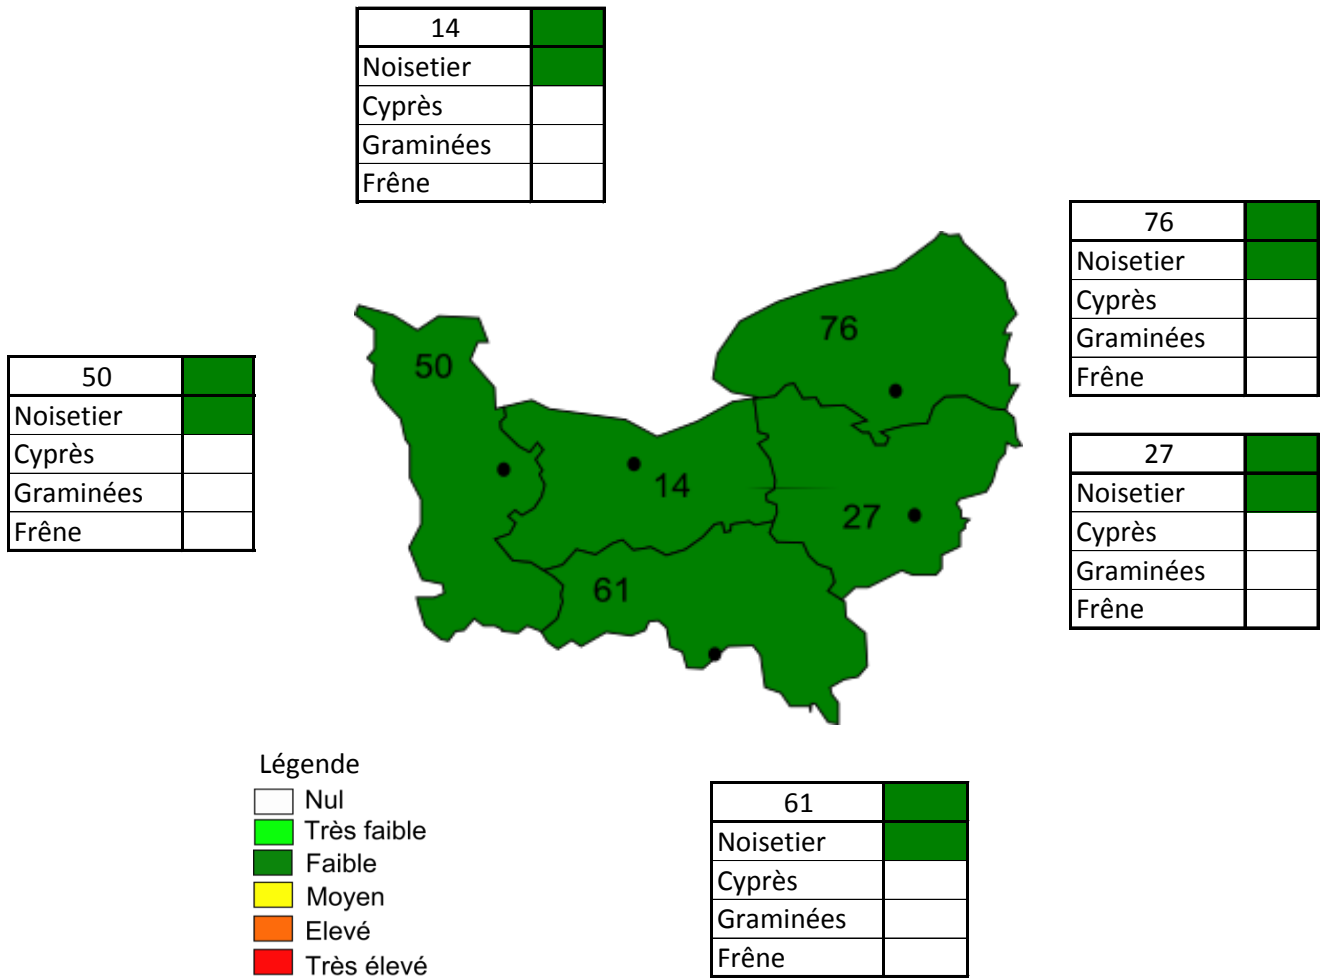 14
Noisetier
Cyprès
Graminées
Frêne
76
Noisetier
Cyprès
Graminées
Frêne
50
Noisetier
Cyprès
Graminées
Frêne
76
50
14
27
61
27
Noisetier
Cyprès
Graminées
Frêne
Légende
Nul
Très faible
Faible
Moyen
Elevé
Très élevé
61
Noisetier
Cyprès
Graminées
Frêne